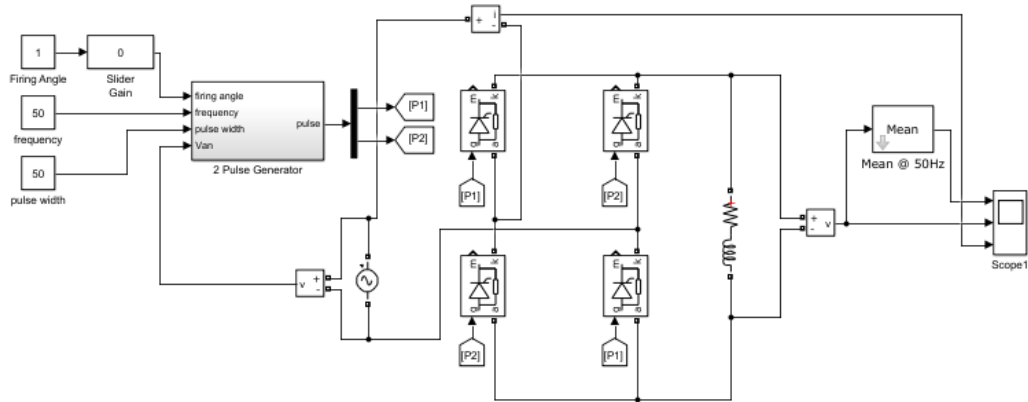 +
-
i
1
Firing Angle
0
Slider
Gain
50
frequency
50
pulse width
firing angle
frequency
pulse width
Van
pulse
2 Pulse Generator
[P1]
[P2]
m
k
g
a
[P1]
m
k
g
a
[P2]
Mean
Mean @ 50Hz
+
-
v
Scope1
v
+
-
m
k
g
a
[P2]
m
k
g
a
[P1]